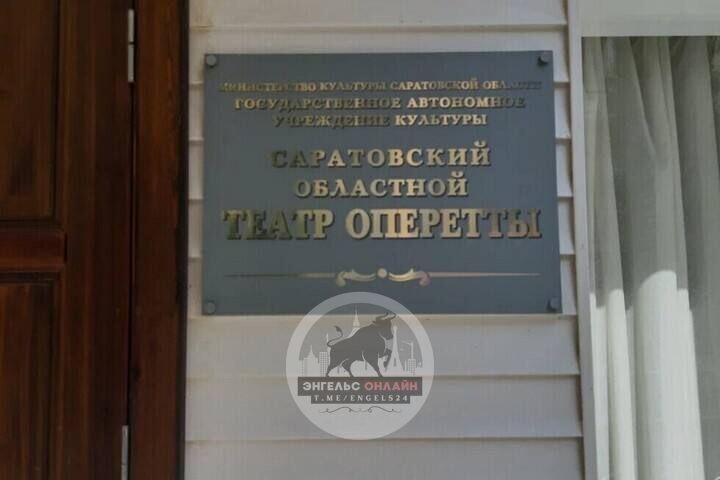 МИНИСТЕРСТВО КУЛЬТУРЫ САРАТОВСКОЙ ОБЛАСТИ
ГОСУДАРСТВЕННОЕ АВТОНОМНОЕ
УЧРЕЖДЕНИЕ КУЛЬТУРЫ
САРАТОВСКИЙ
ОБЛАСТНОЙ
ТЕАТР ОПЕРЕТТЫ
ЭНГЕЛЬС ОНЛАЙН
T.ME/ENGELS24